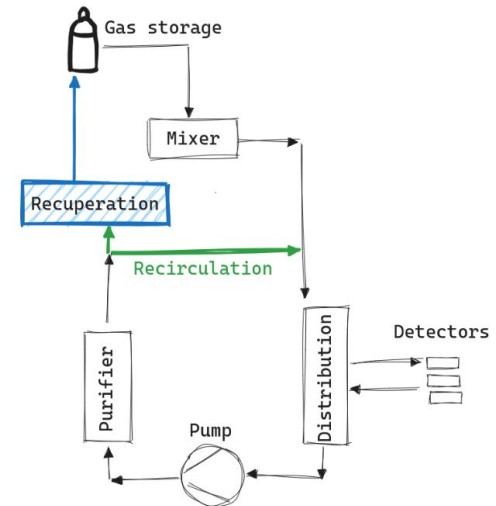 Gas storage
Mixer
Recuperation
Recirculation
Distribution
Detectors
Purifier
Pump